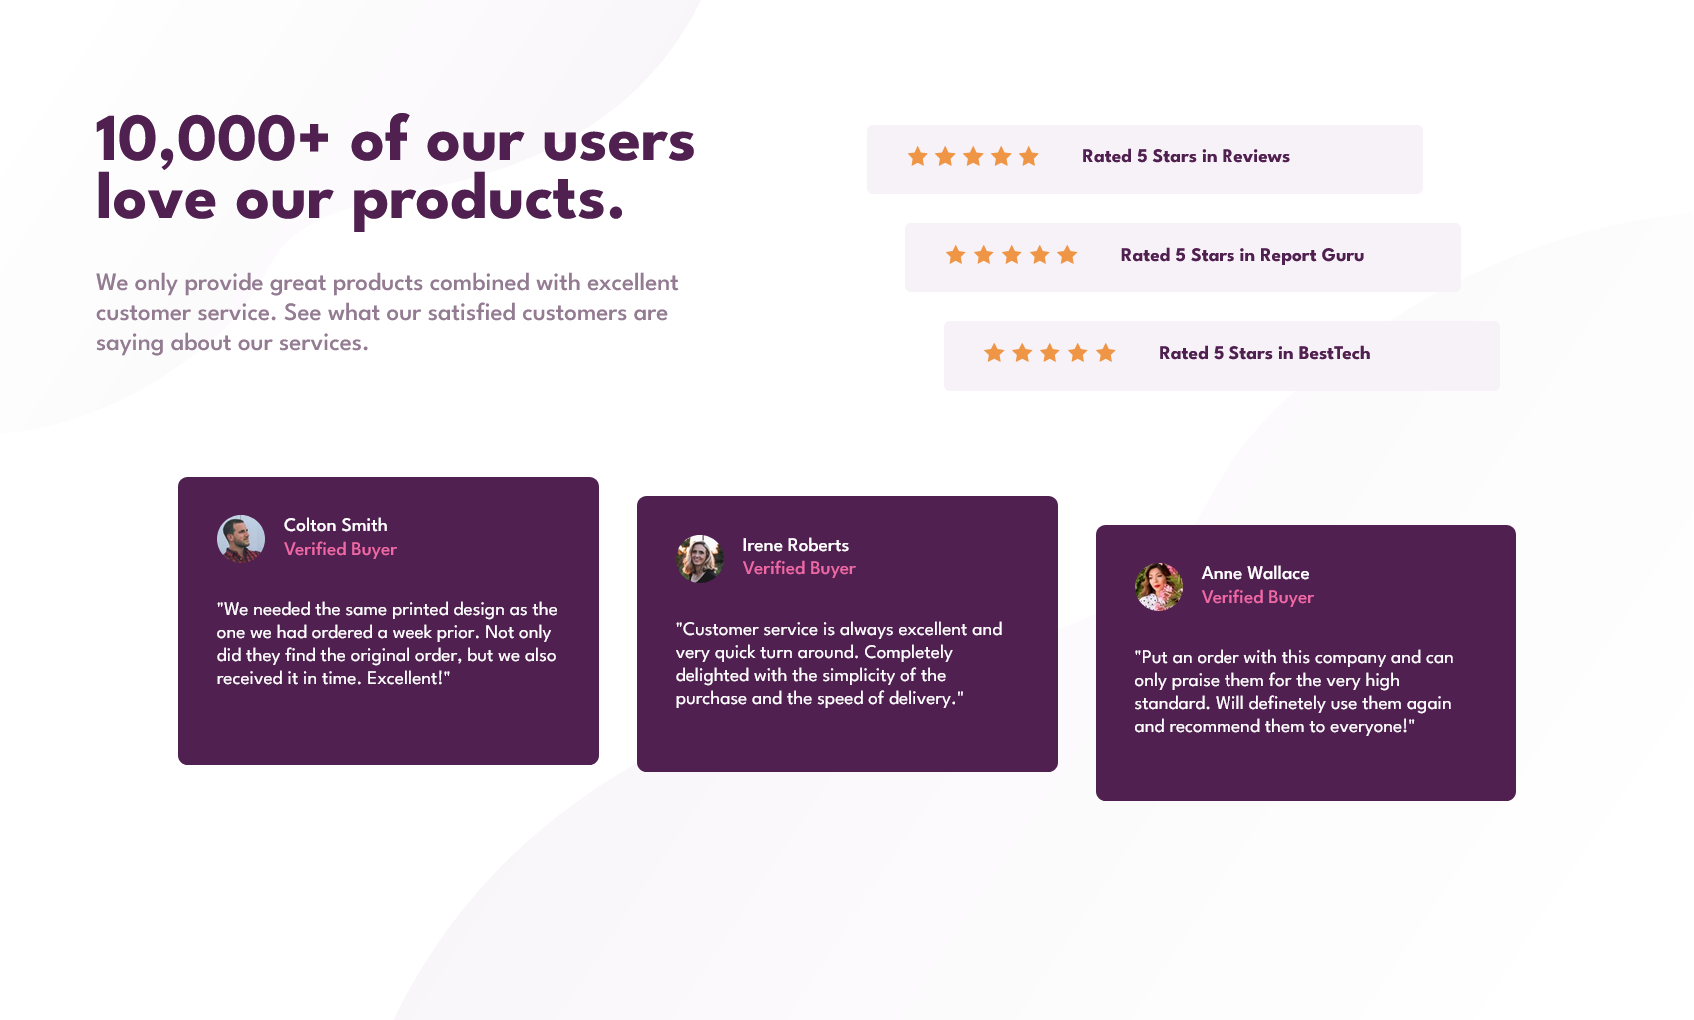 10,000+ of our users
love our products.
We only provide great products combined with excellent
customer service. See what our satisfied customers are
saying about our services.
Rated 5 Stars in Reviews
Rated 5 Stars in Report Guru
Rated 5 Stars in BestTech
Colton Smith
Verified Buyer
"We needed the same printed design as the
one we had ordered a week prior. Not only
did they find the original order, but we also
received it in time. Excellent!"
Irene Roberts
Verified Buyer
"Customer service is always excellent and
very quick turn around. Completely
delighted with the simplicity of the
purchase and the speed of delivery."
Anne Wallace
Verified Buyer
"Put an order with this company and can
only praise them for the very high
standard. Will definetely use them again
and recommend them to everyone!"